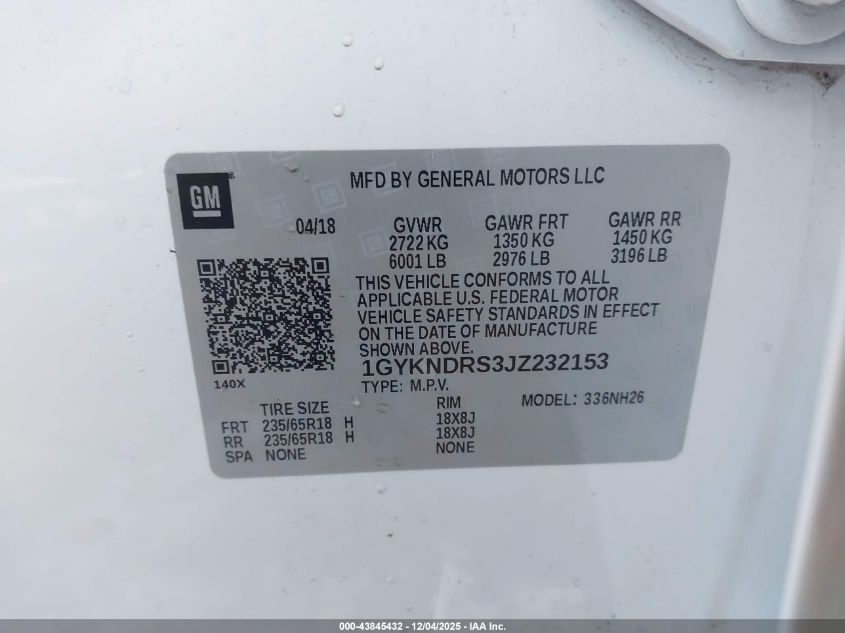 GM
MFD BY GENERAL MOTORS LLC
04/18 GVWR GAWR FRT GAWR RR
2722 KG 1350 KG 1450 KG
6001 LB 2976 LB 3196 LB
THIS VEHICLE CONFORMS TO ALL
APPLICABLE U.S. FEDERAL MOTOR
VEHICLE SAFETY STANDARDS IN EFFECT
ON THE DATE OF MANUFACTURE
SHOWN ABOVE.
1GYKNDRS3JZ232153
140X
TYPE: M.P.V. MODEL: 336NH26
TIRE SIZE RIM
FRT 235/65R18 H 18X8J
RR 235/65R18 H 18X8J
SPA NONE NONE
000-43845432 - 12/04/2025 - IAA Inc.